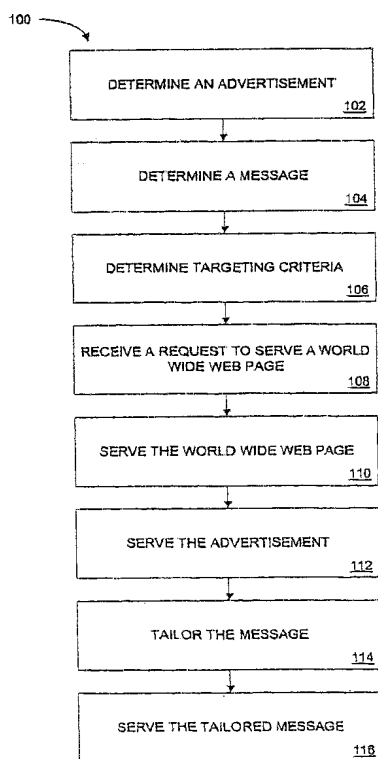 100
DETERMINE AN ADVERTISEMENT
102
DETERMINE A MESSAGE
104
DETERMINE TARGETING CRITERIA
106
RECEIVE A REQUEST TO SERVE A WORLD
WIDE WEB PAGE
108
SERVE THE WORLD WIDE WEB PAGE
110
SERVE THE ADVERTISEMENT
112
TAILOR THE MESSAGE
114
SERVE THE TAILORED MESSAGE
116